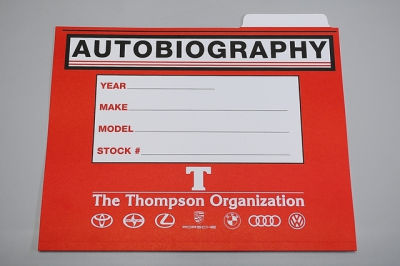 AUTOBIOGRAPHY
YEAR
MAKE
MODEL
STOCK #
T
The Thompson Organization
PORSCHE